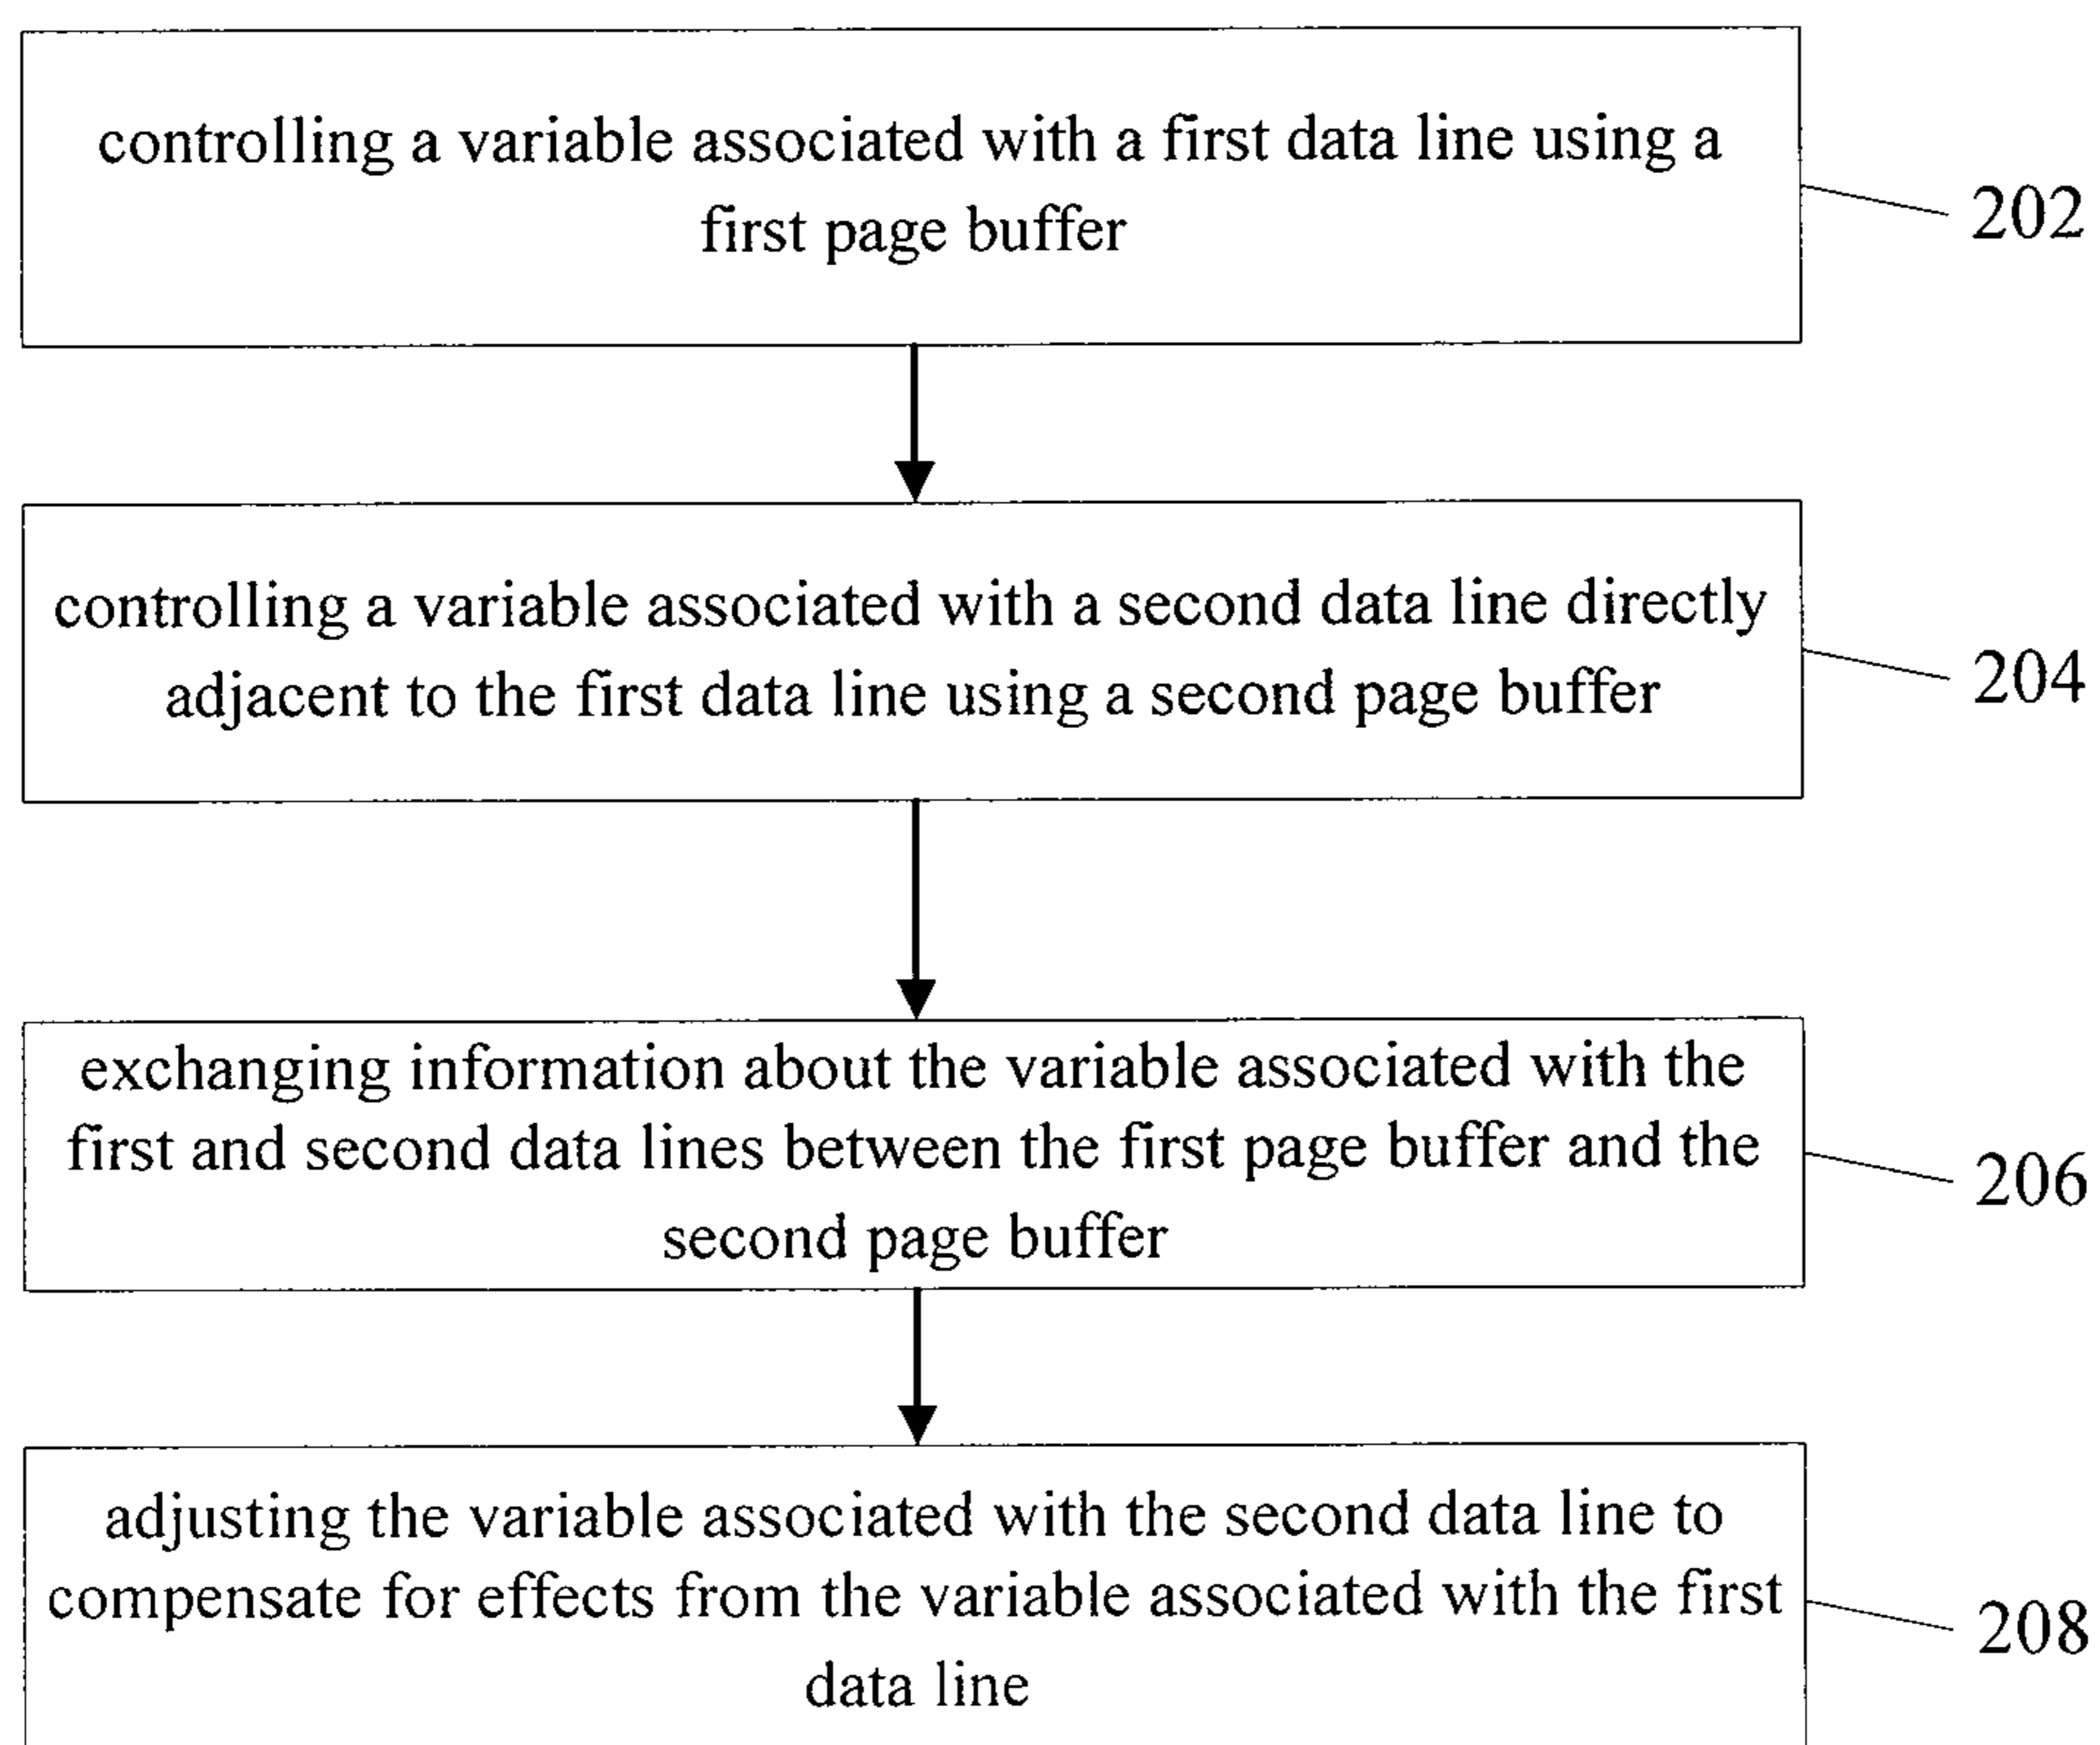 controlling a variable associated with a first data line using a
first page buffer
202
controlling a variable associated with a second data line directly
adjacent to the first data line using a second page buffer
204
exchanging information about the variable associated with the
first and second data lines between the first page buffer and the
second page buffer
206
adjusting the variable associated with the second data line to
compensate for effects from the variable associated with the first
data line
208